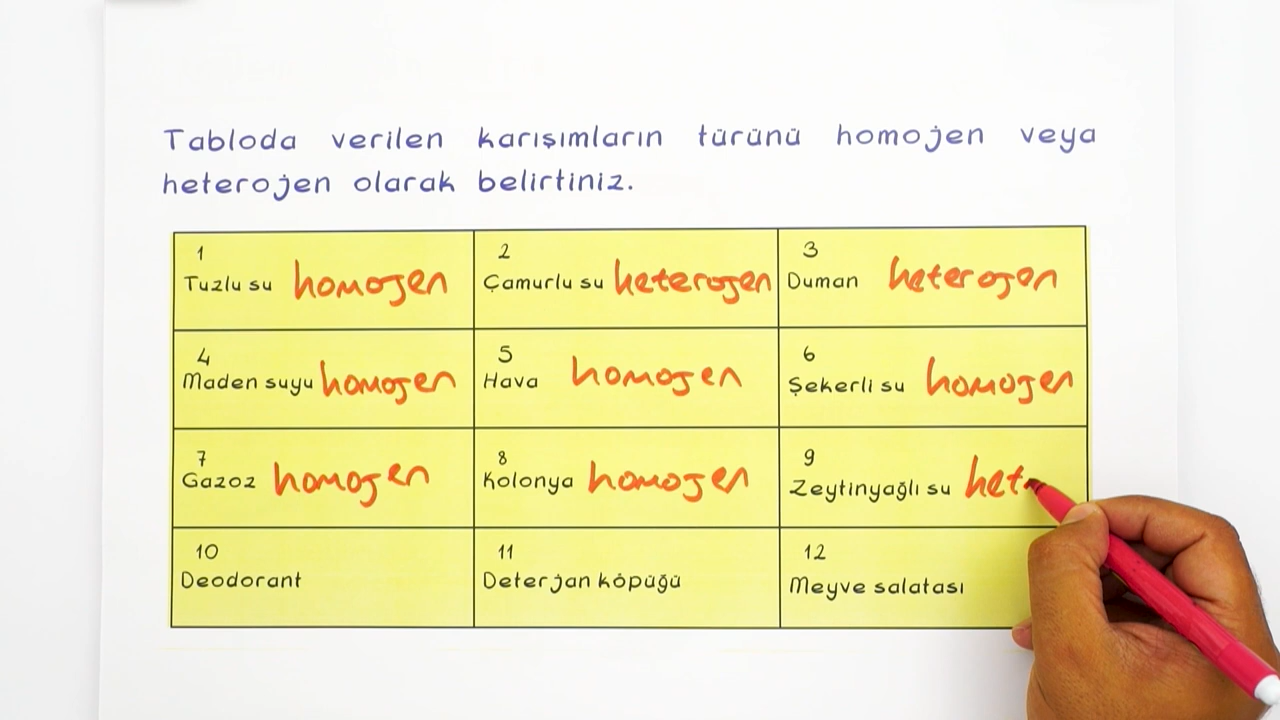 Tabloda verilen karışımların türünü homojen veya
heterojen olarak belirtiniz.
1
Tuzlu su homojen
2
Çamurlu su heterojen
3
Duman heterojen
4
Maden suyu homojen
5
Hava homojen
6
Şekerli su homojen
7
Gazoz homojen
8
Kolonya homojen
9
Zeytinyağlı su het
10
Deodorant
11
Deterjan köpüğü
12
Meyve salatası